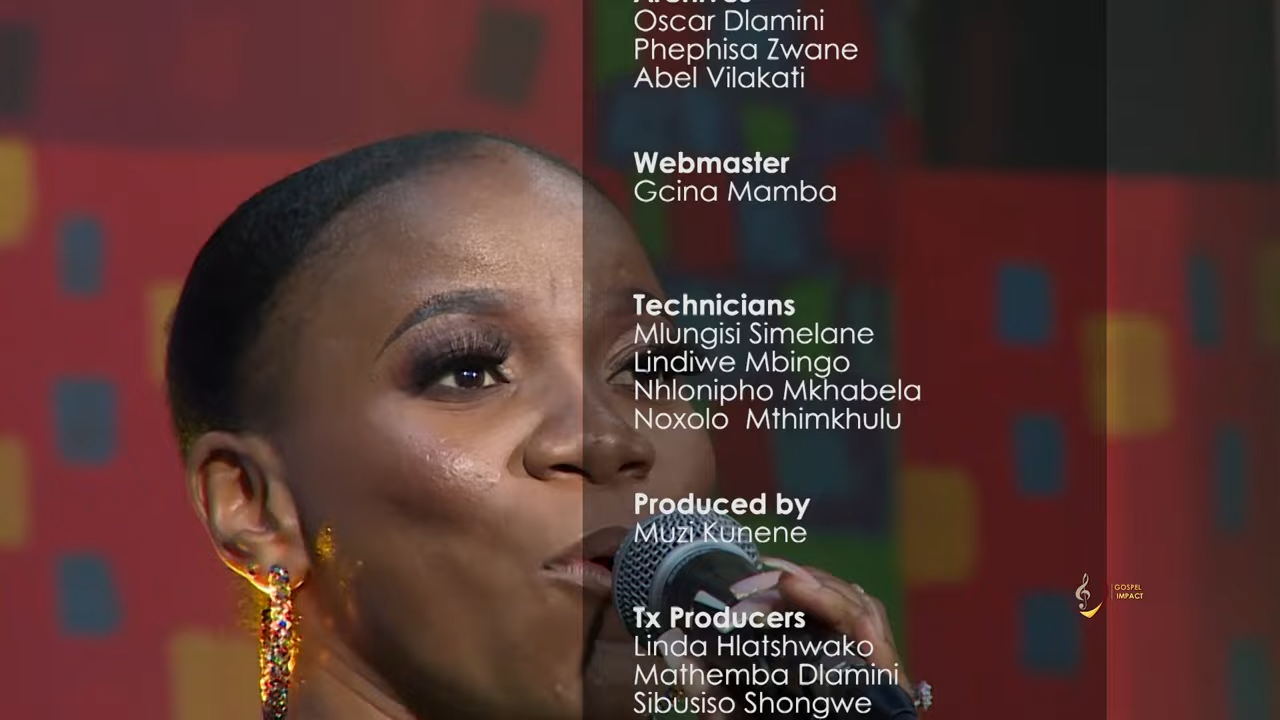 Archives
Oscar Dlamini
Phephisa Zwane
Abel Vilakati
Webmaster
Gcina Mamba
Technicians
Mlungisi Simelane
Lindiwe Mbingo
Nhlonipho Mkhabela
Noxolo  Mthimkhulu
Produced by
Muzi Kunene
GOSPEL
IMPACT
Tx Producers
Linda Hlatshwako
Mathemba Dlamini
Sibusiso Shongwe